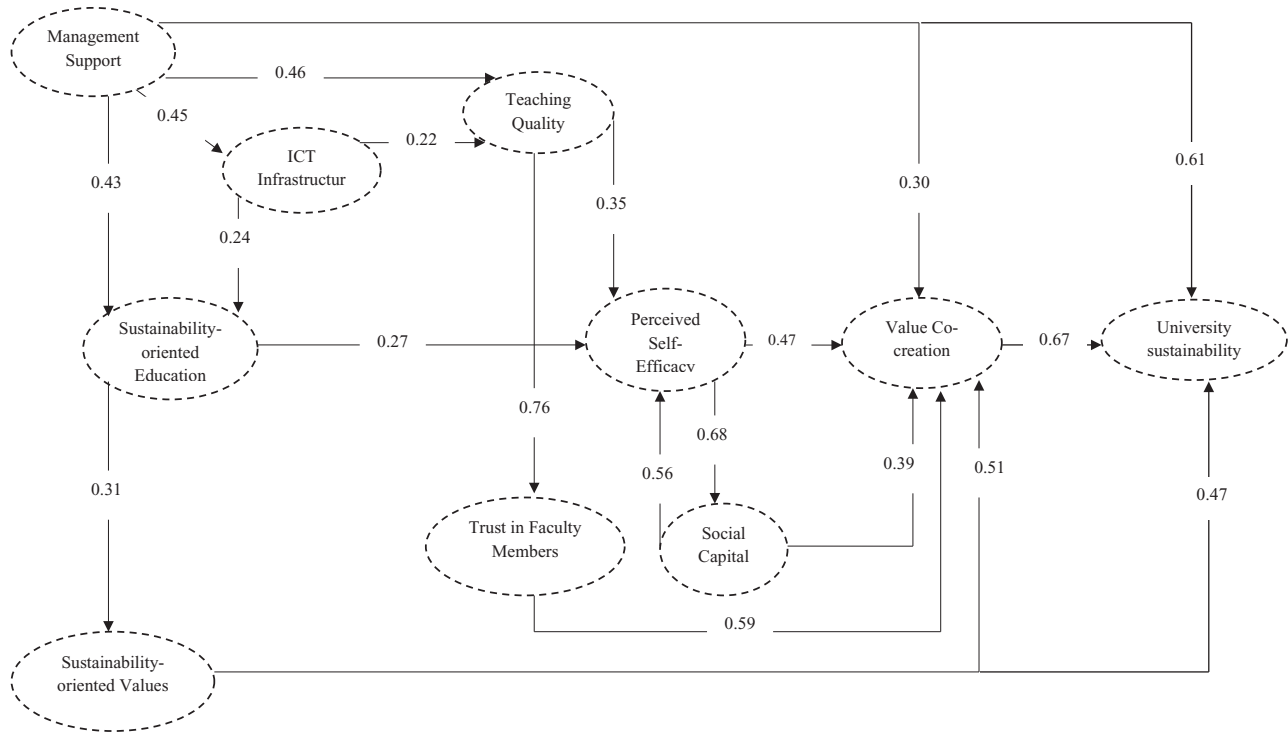 Management
Support
0.46
Teaching
Quality
0.45
ICT
Infrastructur
0.22
0.43
0.30
0.61
0.35
0.24
Sustainability-
oriented
Education
0.27
Perceived
Self-
Efficacv
0.47
Value Co-
creation
0.67
University
sustainability
0.76
0.68
0.56
0.39
0.51
0.47
0.31
Trust in Faculty
Members
Social
Capital
0.59
Sustainability-
oriented Values